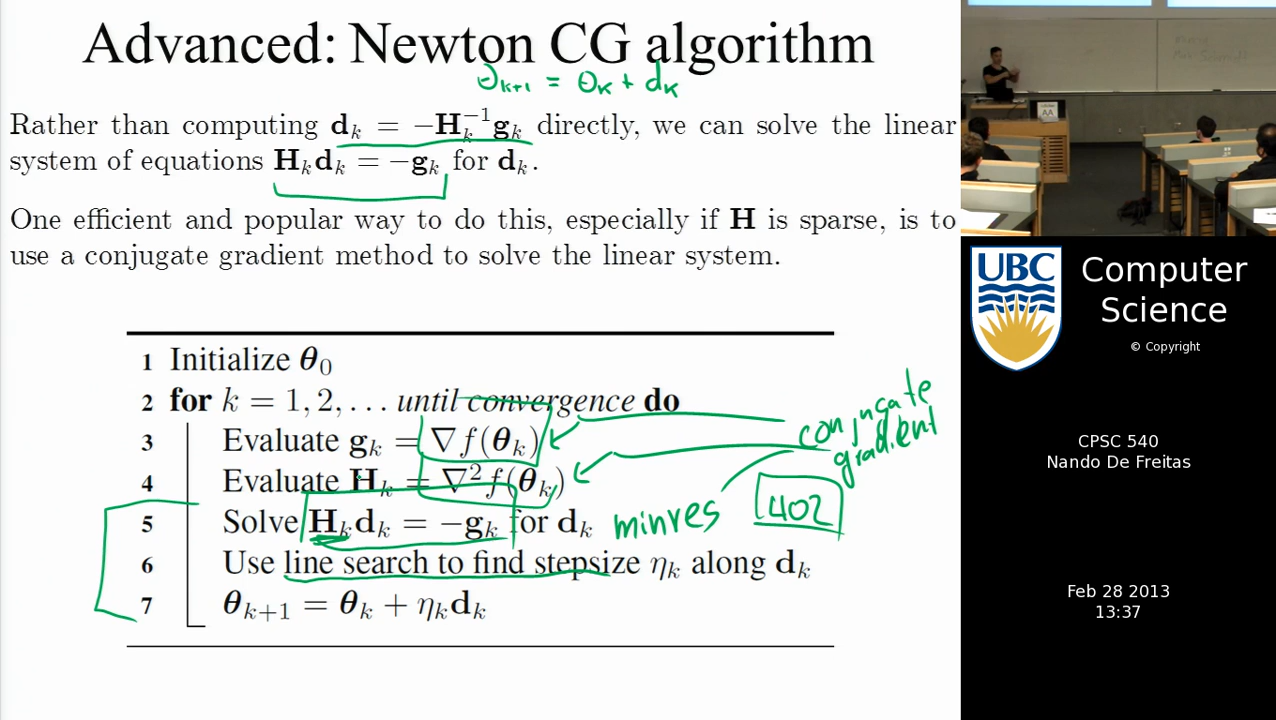 Advanced: Newton CG algorithm
θₖ₊₁ = θₖ + dₖ
Rather than computing dₖ = −Hₖ⁻¹gₖ directly, we can solve the linear
system of equations Hₖdₖ = −gₖ for dₖ.
One efficient and popular way to do this, especially if H is sparse, is to
use a conjugate gradient method to solve the linear system.
1 Initialize θ₀
2 for k = 1, 2, . . . until convergence do
3 Evaluate gₖ = ∇f(θₖ)
4 Evaluate Hₖ = ∇²f(θₖ)
5 Solve Hₖdₖ = −gₖ for dₖ
6 Use line search to find stepsize ηₖ along dₖ
7 θₖ₊₁ = θₖ + ηₖdₖ
conjugate
gradient
minres
402
AA
UBC
Computer
Science
© Copyright
CPSC 540
Nando De Freitas
Feb 28 2013
13:37